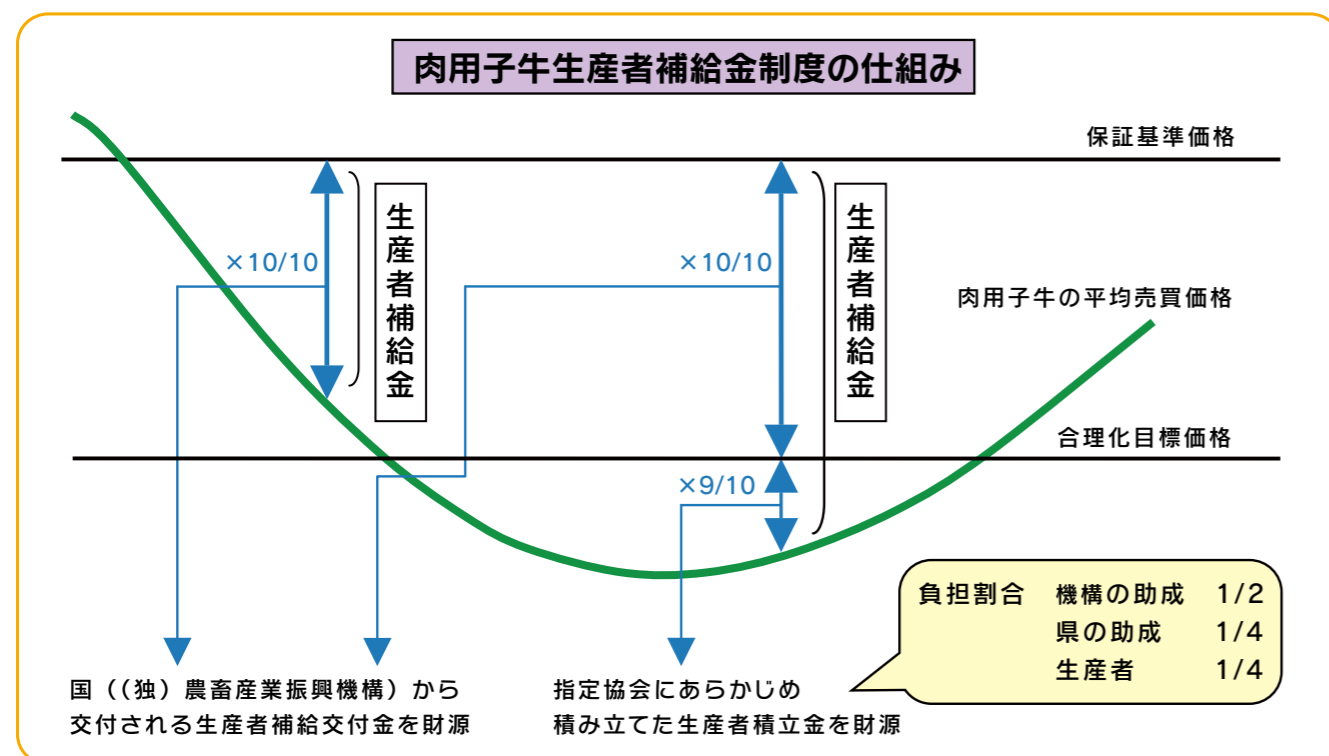 肉用子牛生産者補給金制度の仕組み
保証基準価格
×10/10
生産者補給金
×10/10
生産者補給金
肉用子牛の平均売買価格
合理化目標価格
×9/10
負担割合 機構の助成 1/2
県の助成 1/4
生産者 1/4
国（（独）農畜産業振興機構）から
交付される生産者補給交付金を財源
指定協会にあらかじめ
積み立てた生産者積立金を財源